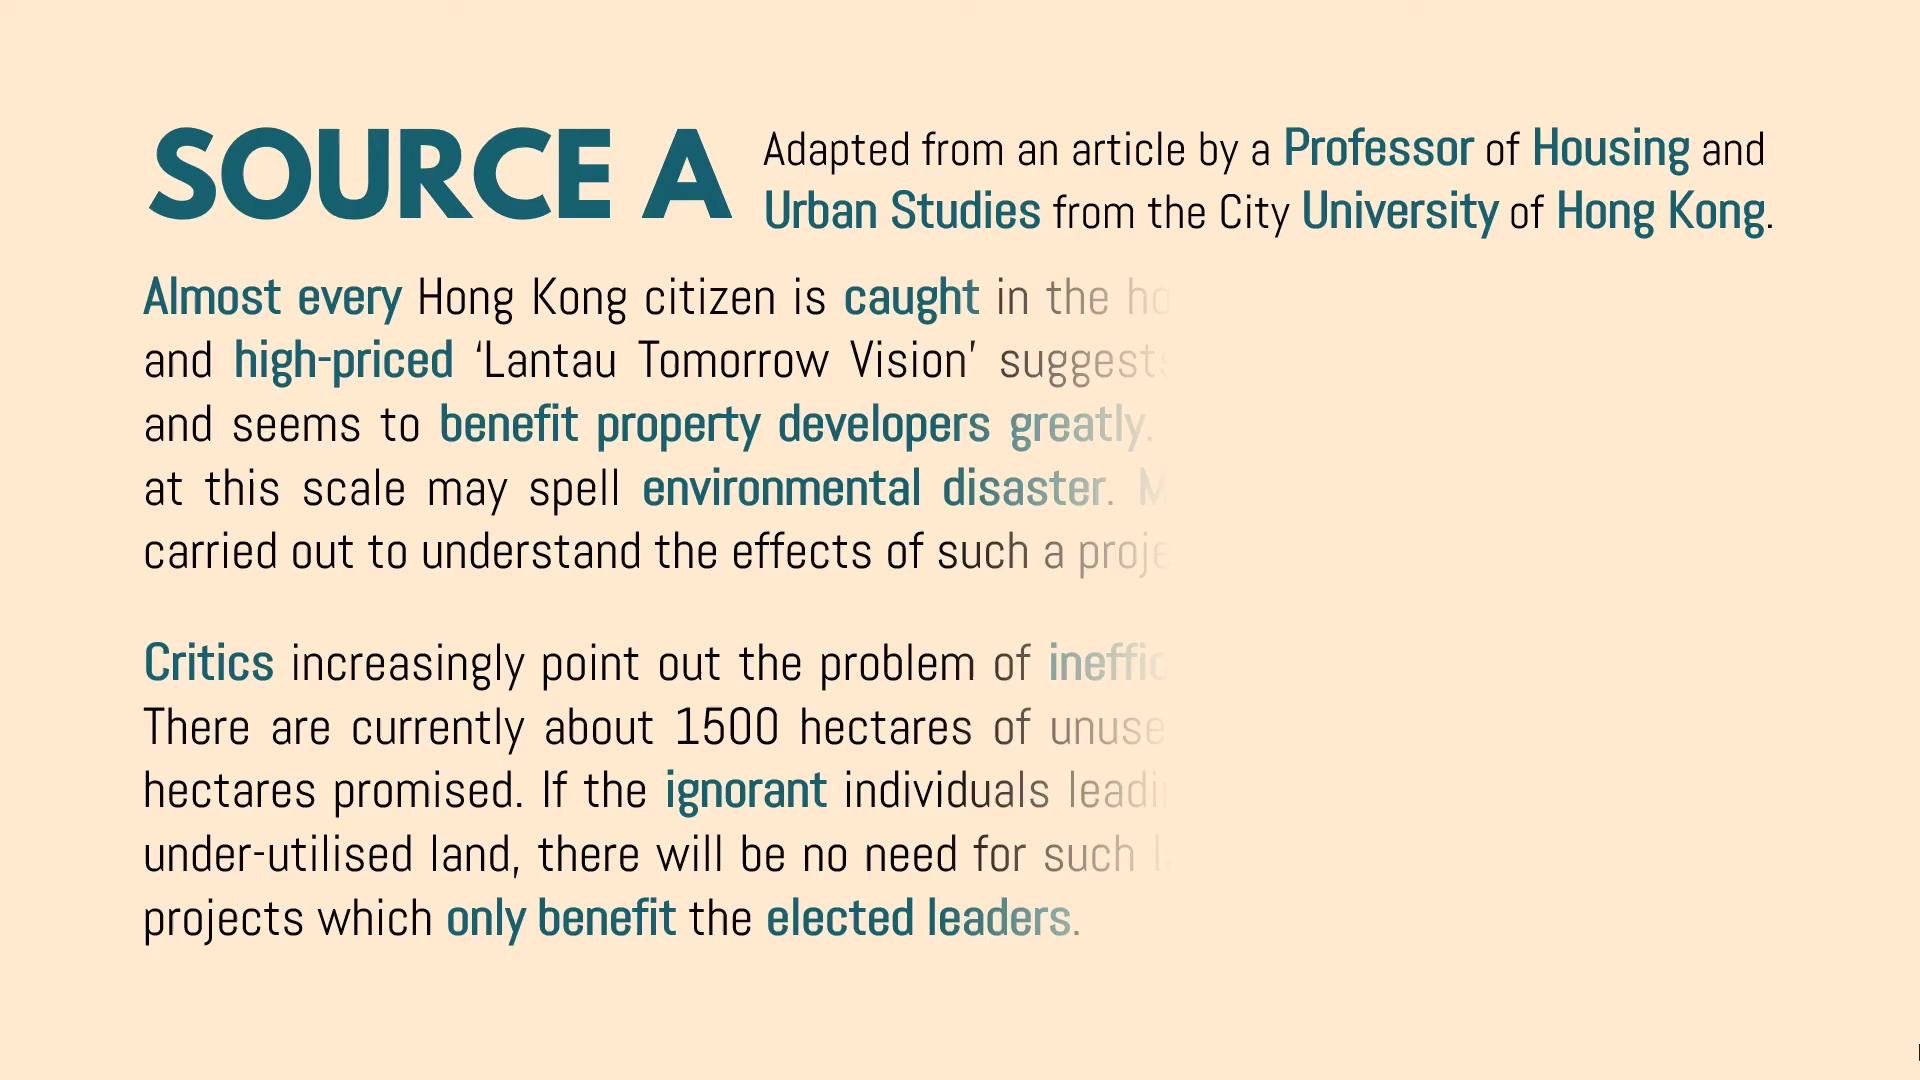 SOURCE A
Adapted from an article by a Professor of Housing and
Urban Studies from the City University of Hong Kong.
Almost every Hong Kong citizen is caught in the
and high-priced ‘Lantau Tomorrow Vision’ suggests
and seems to benefit property developers greatly.
at this scale may spell environmental disaster.
carried out to understand the effects of such a
Critics increasingly point out the problem of
There are currently about 1500 hectares of
hectares promised. If the ignorant individuals
under-utilised land, there will be no need for such
projects which only benefit the elected leaders.